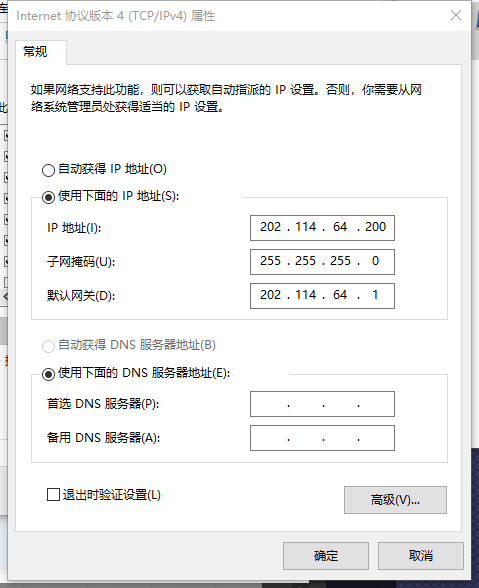 Internet 协议版本 4 (TCP/IPv4) 属性
常规
如果网络支持此功能，则可以获取自动指派的 IP 设置。否则，你需要从网
络系统管理员处获得适当的 IP 设置。
自动获得 IP 地址(O)
使用下面的 IP 地址(S):
IP 地址(I):
202 . 114 . 64 . 200
子网掩码(U):
255 . 255 . 255 . 0
默认网关(D):
202 . 114 . 64 . 1
自动获得 DNS 服务器地址(B)
使用下面的 DNS 服务器地址(E):
首选 DNS 服务器(P):
. . .
备用 DNS 服务器(A):
. . .
退出时验证设置(L)
高级(V)...
确定
取消